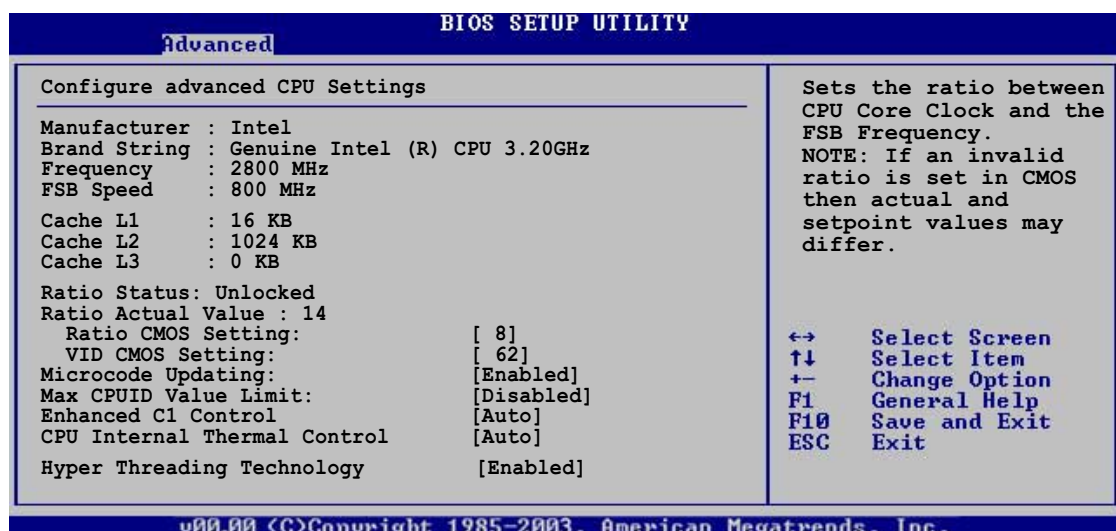 BIOS SETUP UTILITY
Advanced
Configure advanced CPU Settings
Manufacturer : Intel
Brand String : Genuine Intel (R) CPU 3.20GHz
Frequency : 2800 MHz
FSB Speed : 800 MHz
Cache L1 : 16 KB
Cache L2 : 1024 KB
Cache L3 : 0 KB
Ratio Status: Unlocked
Ratio Actual Value : 14
Ratio CMOS Setting: [ 8]
VID CMOS Setting: [ 62]
Microcode Updating: [Enabled]
Max CPUID Value Limit: [Disabled]
Enhanced C1 Control [Auto]
CPU Internal Thermal Control [Auto]
Hyper Threading Technology [Enabled]
Sets the ratio between
CPU Core Clock and the
FSB Frequency.
NOTE: If an invalid
ratio is set in CMOS
then actual and
setpoint values may
differ.
←→ Select Screen
↑↓ Select Item
+- Change Option
F1 General Help
F10 Save and Exit
ESC Exit
v00.00 (C)Copyright 1985-2003, American Megatrends, Inc.